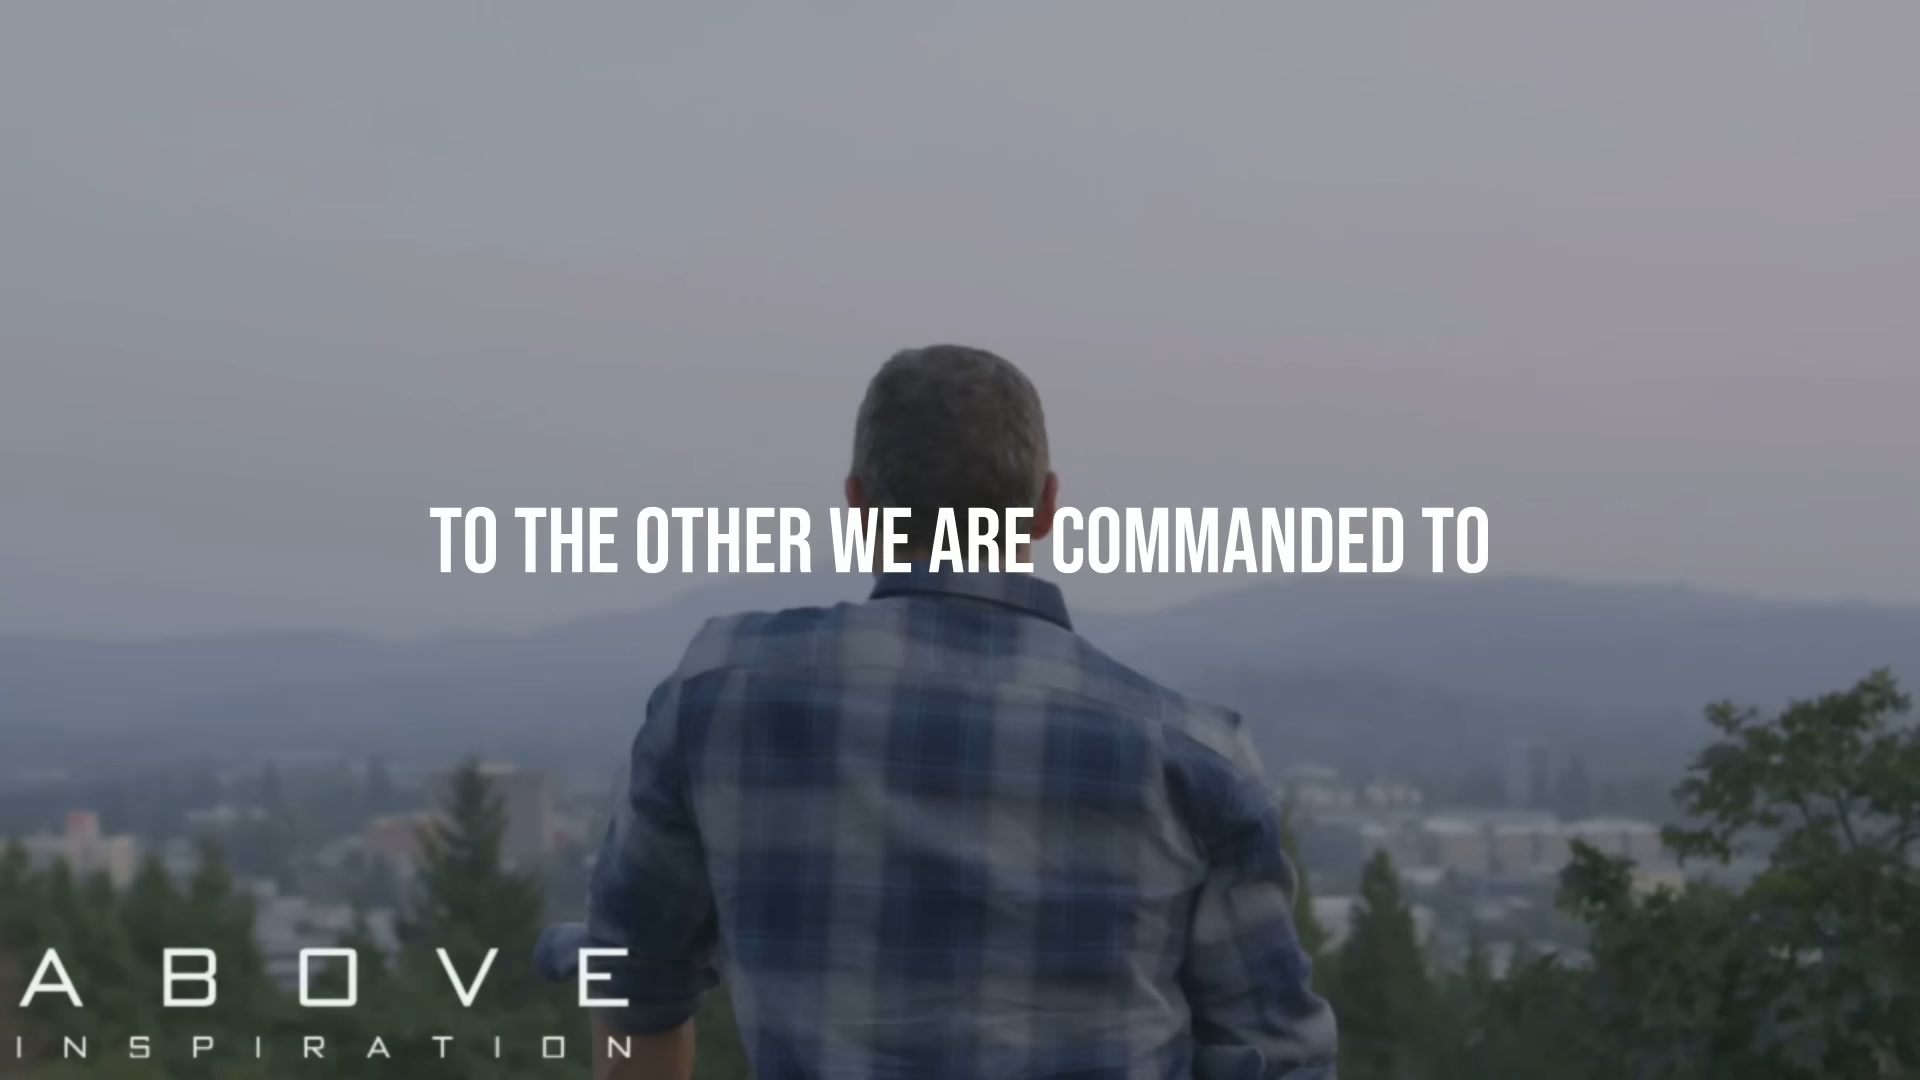 TO THE OTHER WE ARE COMMANDED TO
ABOVE
INSPIRATION